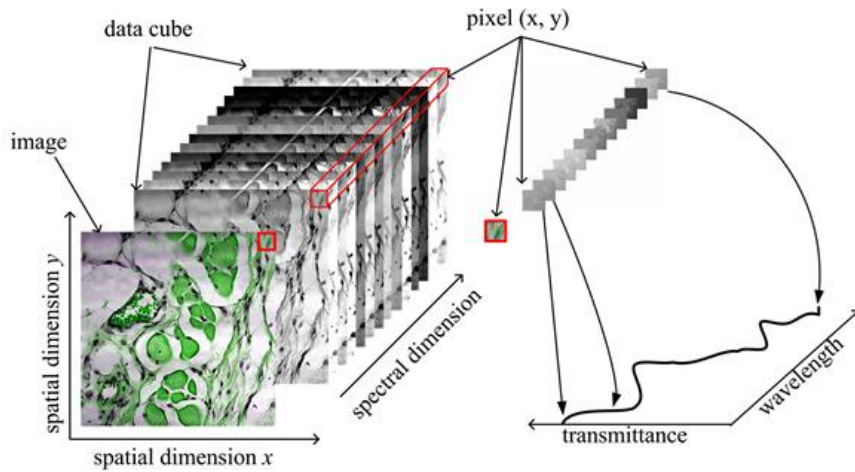 data cube
pixel (x, y)
image
spatial dimension y
spatial dimension x
spectral dimension
transmittance
wavelength